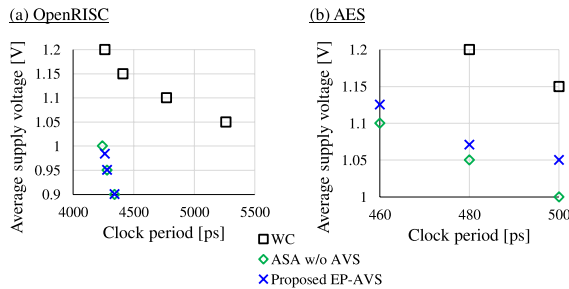 (a) OpenRISC
(b) AES
Average supply voltage [V]
1.2
1.15
1.1
1.05
1
0.95
0.9
4000
4500
5000
5500
Clock period [ps]
Average supply voltage [V]
1.2
1.15
1.1
1.05
1
460
480
500
Clock period [ps]
WC
ASA w/o AVS
Proposed EP-AVS